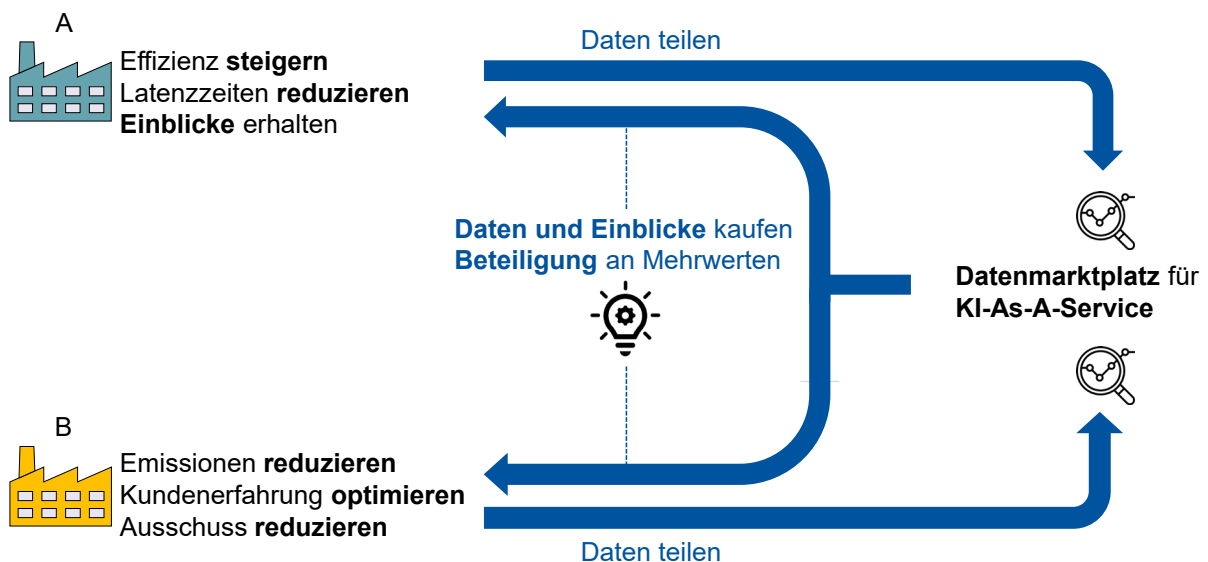 A
Effizienz steigern
Latenzzeiten reduzieren
Einblicke erhalten
Daten teilen
Daten und Einblicke kaufen
Beteiligung an Mehrwerten
Datenmarktplatz für
KI-As-A-Service
B
Emissionen reduzieren
Kundenerfahrung optimieren
Ausschuss reduzieren
Daten teilen